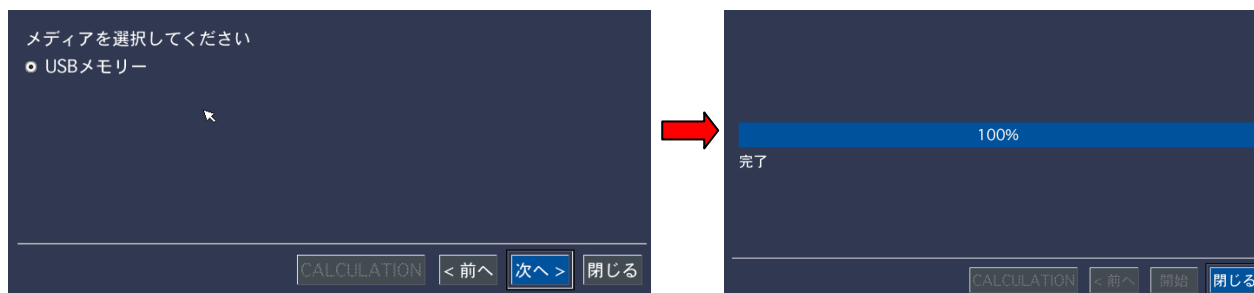 メディアを選択してください
USBメモリー
CALCULATION <前へ 次へ> 閉じる
100%
完了
CALCULATION <前へ 開始 閉じる